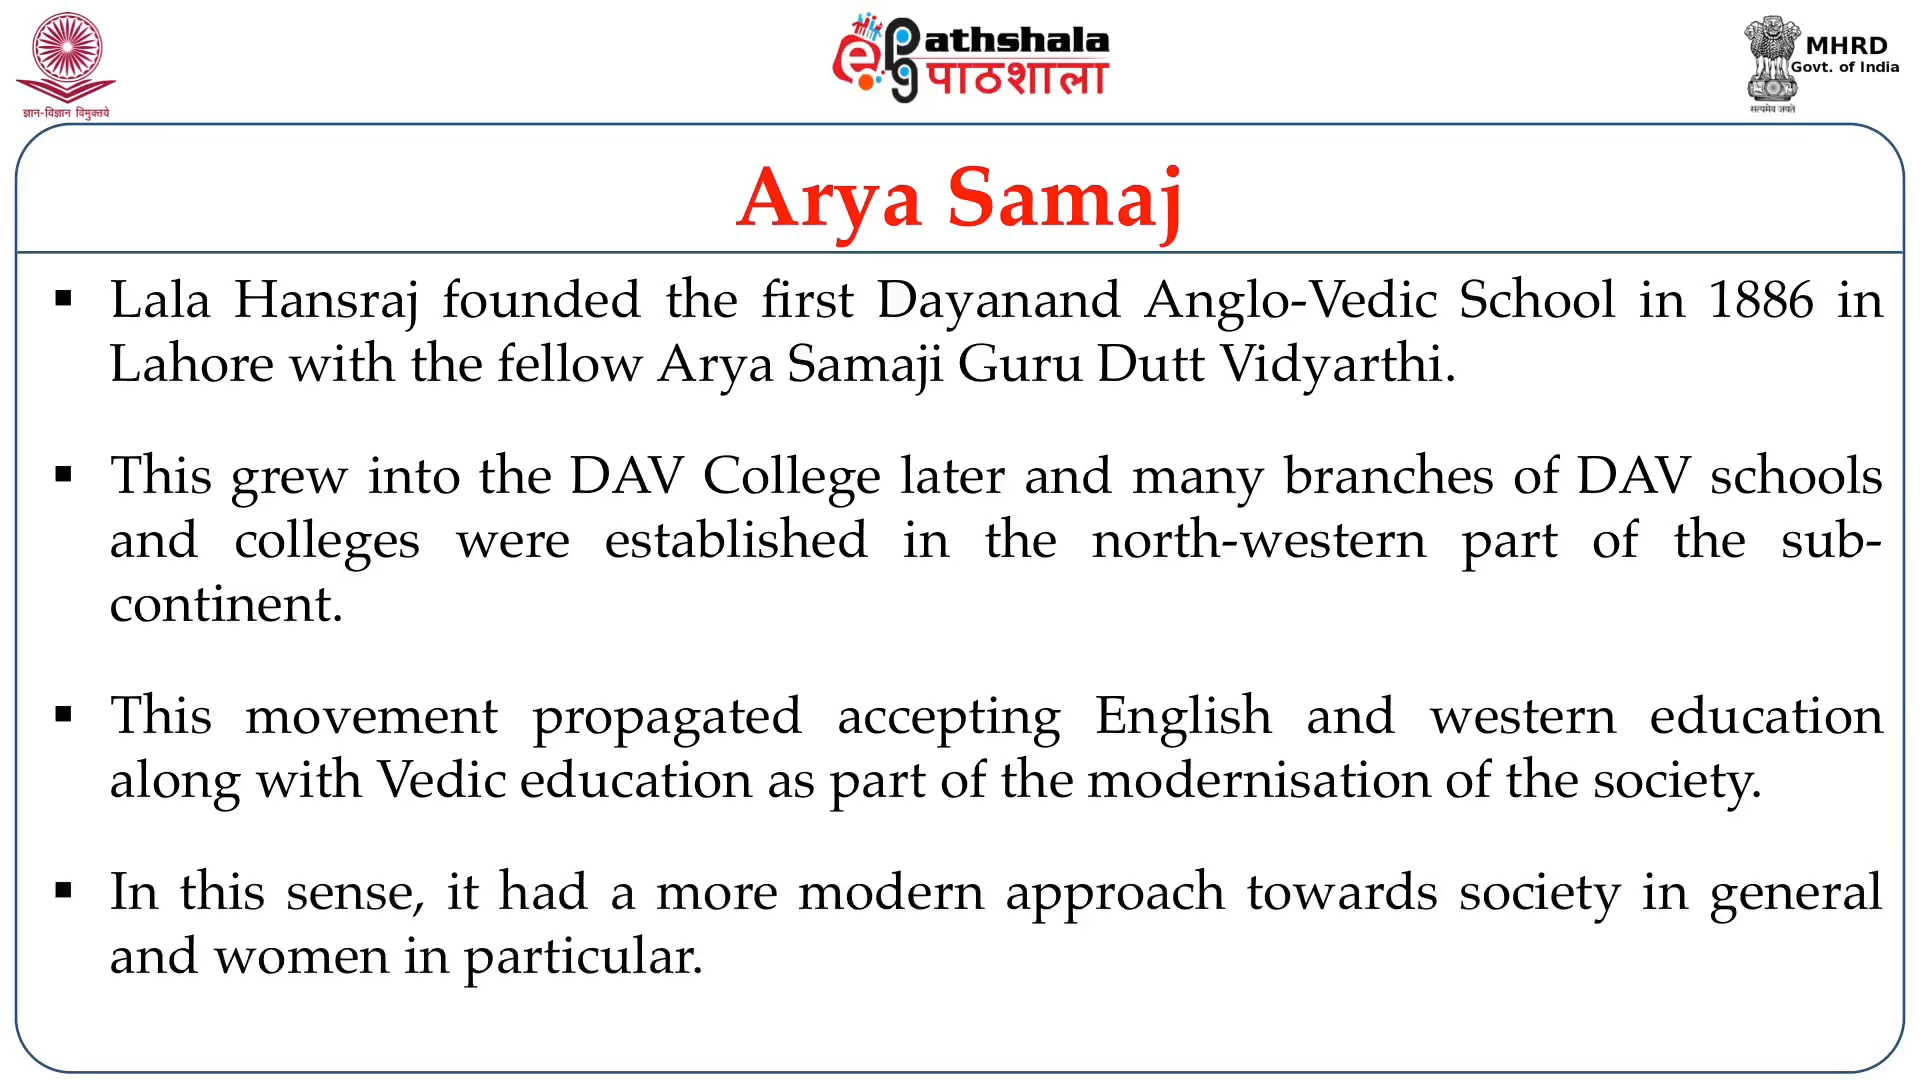 ज्ञान-विज्ञान विमुक्तये
ePathshala
पाठशाला
MHRD
Govt. of India
सत्यमेव जयते
Arya Samaj
▪ Lala Hansraj founded the first Dayanand Anglo-Vedic School in 1886 in
Lahore with the fellow Arya Samaji Guru Dutt Vidyarthi.
▪ This grew into the DAV College later and many branches of DAV schools
and colleges were established in the north-western part of the sub-
continent.
▪ This movement propagated accepting English and western education
along with Vedic education as part of the modernisation of the society.
▪ In this sense, it had a more modern approach towards society in general
and women in particular.